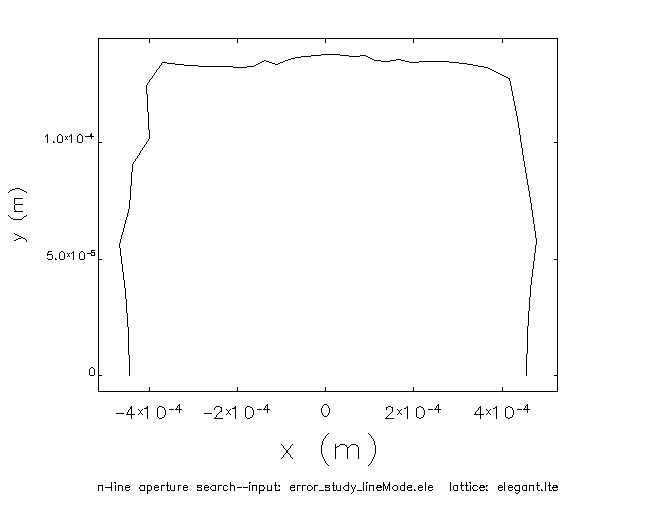 y (m)
1.0×10⁻⁴
5.0×10⁻⁵
0
−4×10⁻⁴ −2×10⁻⁴ 0 2×10⁻⁴ 4×10⁻⁴
x (m)
n−line aperture search−−input: error_study_lineMode.ele lattice: elegant.lte